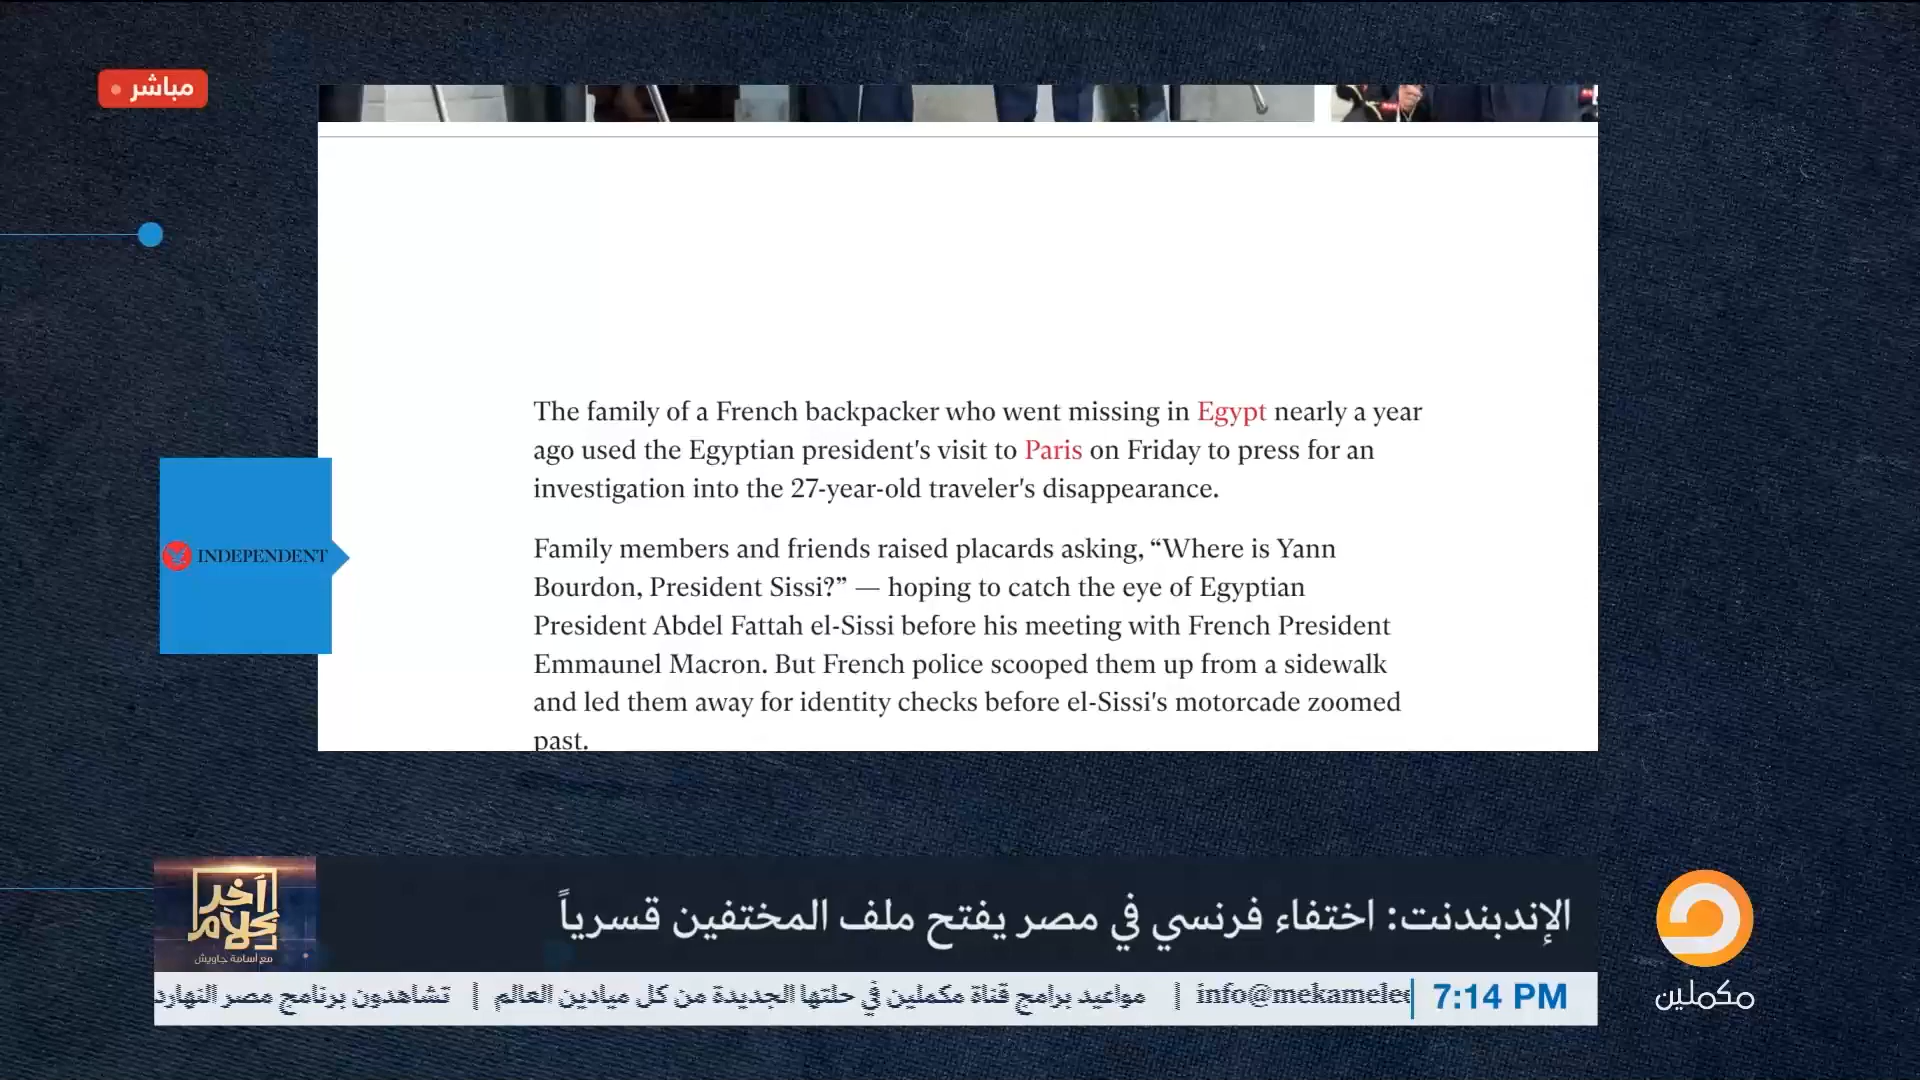 مباشر
The family of a French backpacker who went missing in Egypt nearly a year
ago used the Egyptian president's visit to Paris on Friday to press for an
investigation into the 27-year-old traveler's disappearance.
Family members and friends raised placards asking, “Where is Yann
Bourdon, President Sissi?” — hoping to catch the eye of Egyptian
President Abdel Fattah el-Sissi before his meeting with French President
Emmaunel Macron. But French police scooped them up from a sidewalk
and led them away for identity checks before el-Sissi's motorcade zoomed
past.
INDEPENDENT
آخر
كلام
مع أسامة جاويش
الإندبندنت: اختفاء فرنسي في مصر يفتح ملف المختفين قسرياً
info@mekamelee | مواعيد برامج قناة مكملين في حلتها الجديدة من كل ميادين العالم | تشاهدون برنامج مصر النهارد
7:14 PM
مكملين